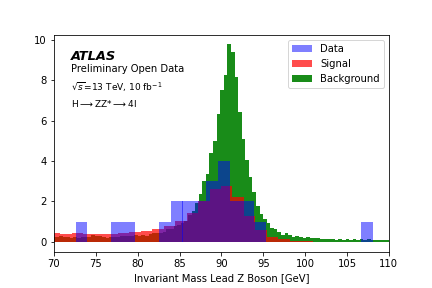 10
8
6
4
2
0
ATLAS
Preliminary Open Data
√s=13 TeV, 10 fb⁻¹
H⟶ZZ*⟶4l
Data
Signal
Background
70 75 80 85 90 95 100 105 110
Invariant Mass Lead Z Boson [GeV]